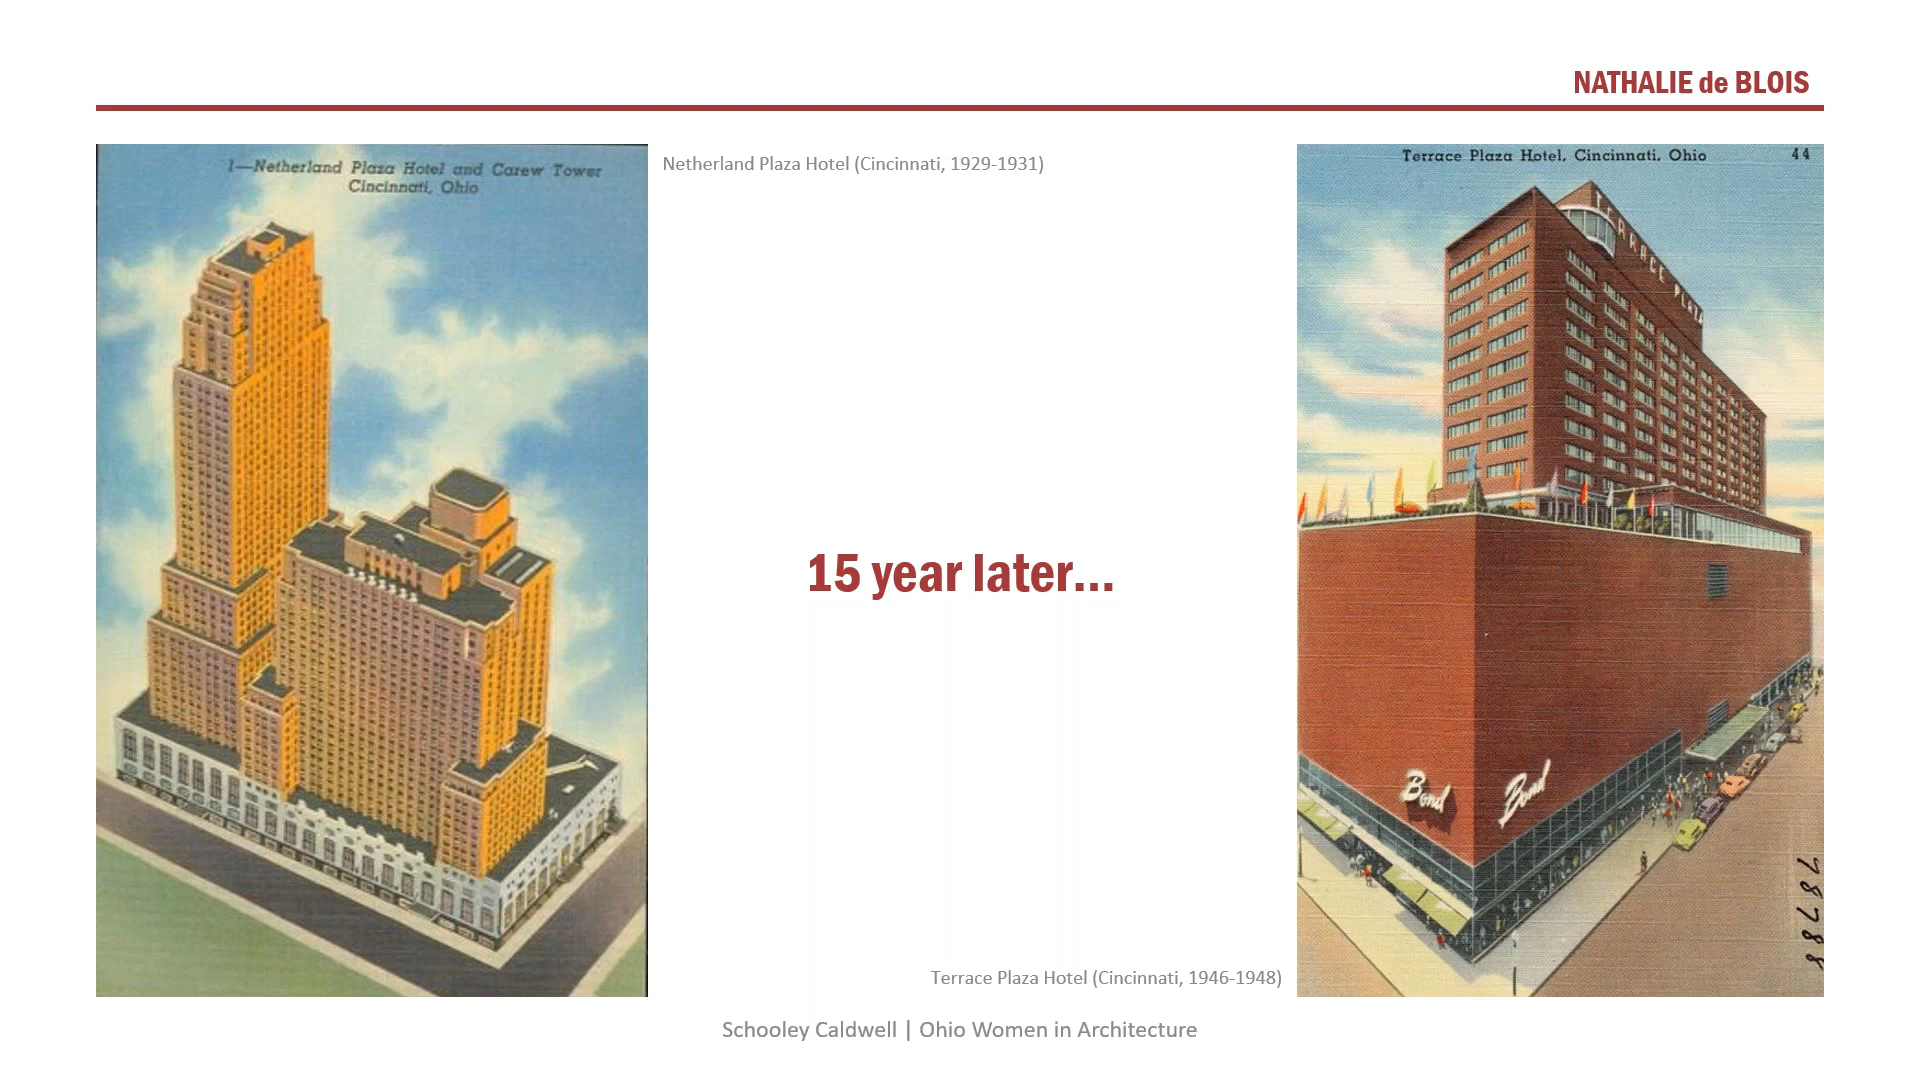 NATHALIE de BLOIS
1—Netherland Plaza Hotel and Carew Tower
Cincinnati, Ohio
Netherland Plaza Hotel (Cincinnati, 1929-1931)
15 year later...
Terrace Plaza Hotel, Cincinnati, Ohio
44
TERRACE PLAZA
Bond
Bond
78788
Terrace Plaza Hotel (Cincinnati, 1946-1948)
Schooley Caldwell | Ohio Women in Architecture